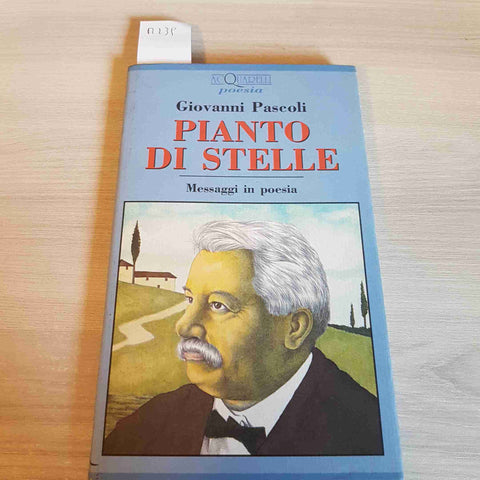 ACQUARELLI
poesia
Giovanni Pascoli
PIANTO
DI STELLE
Messaggi in poesia